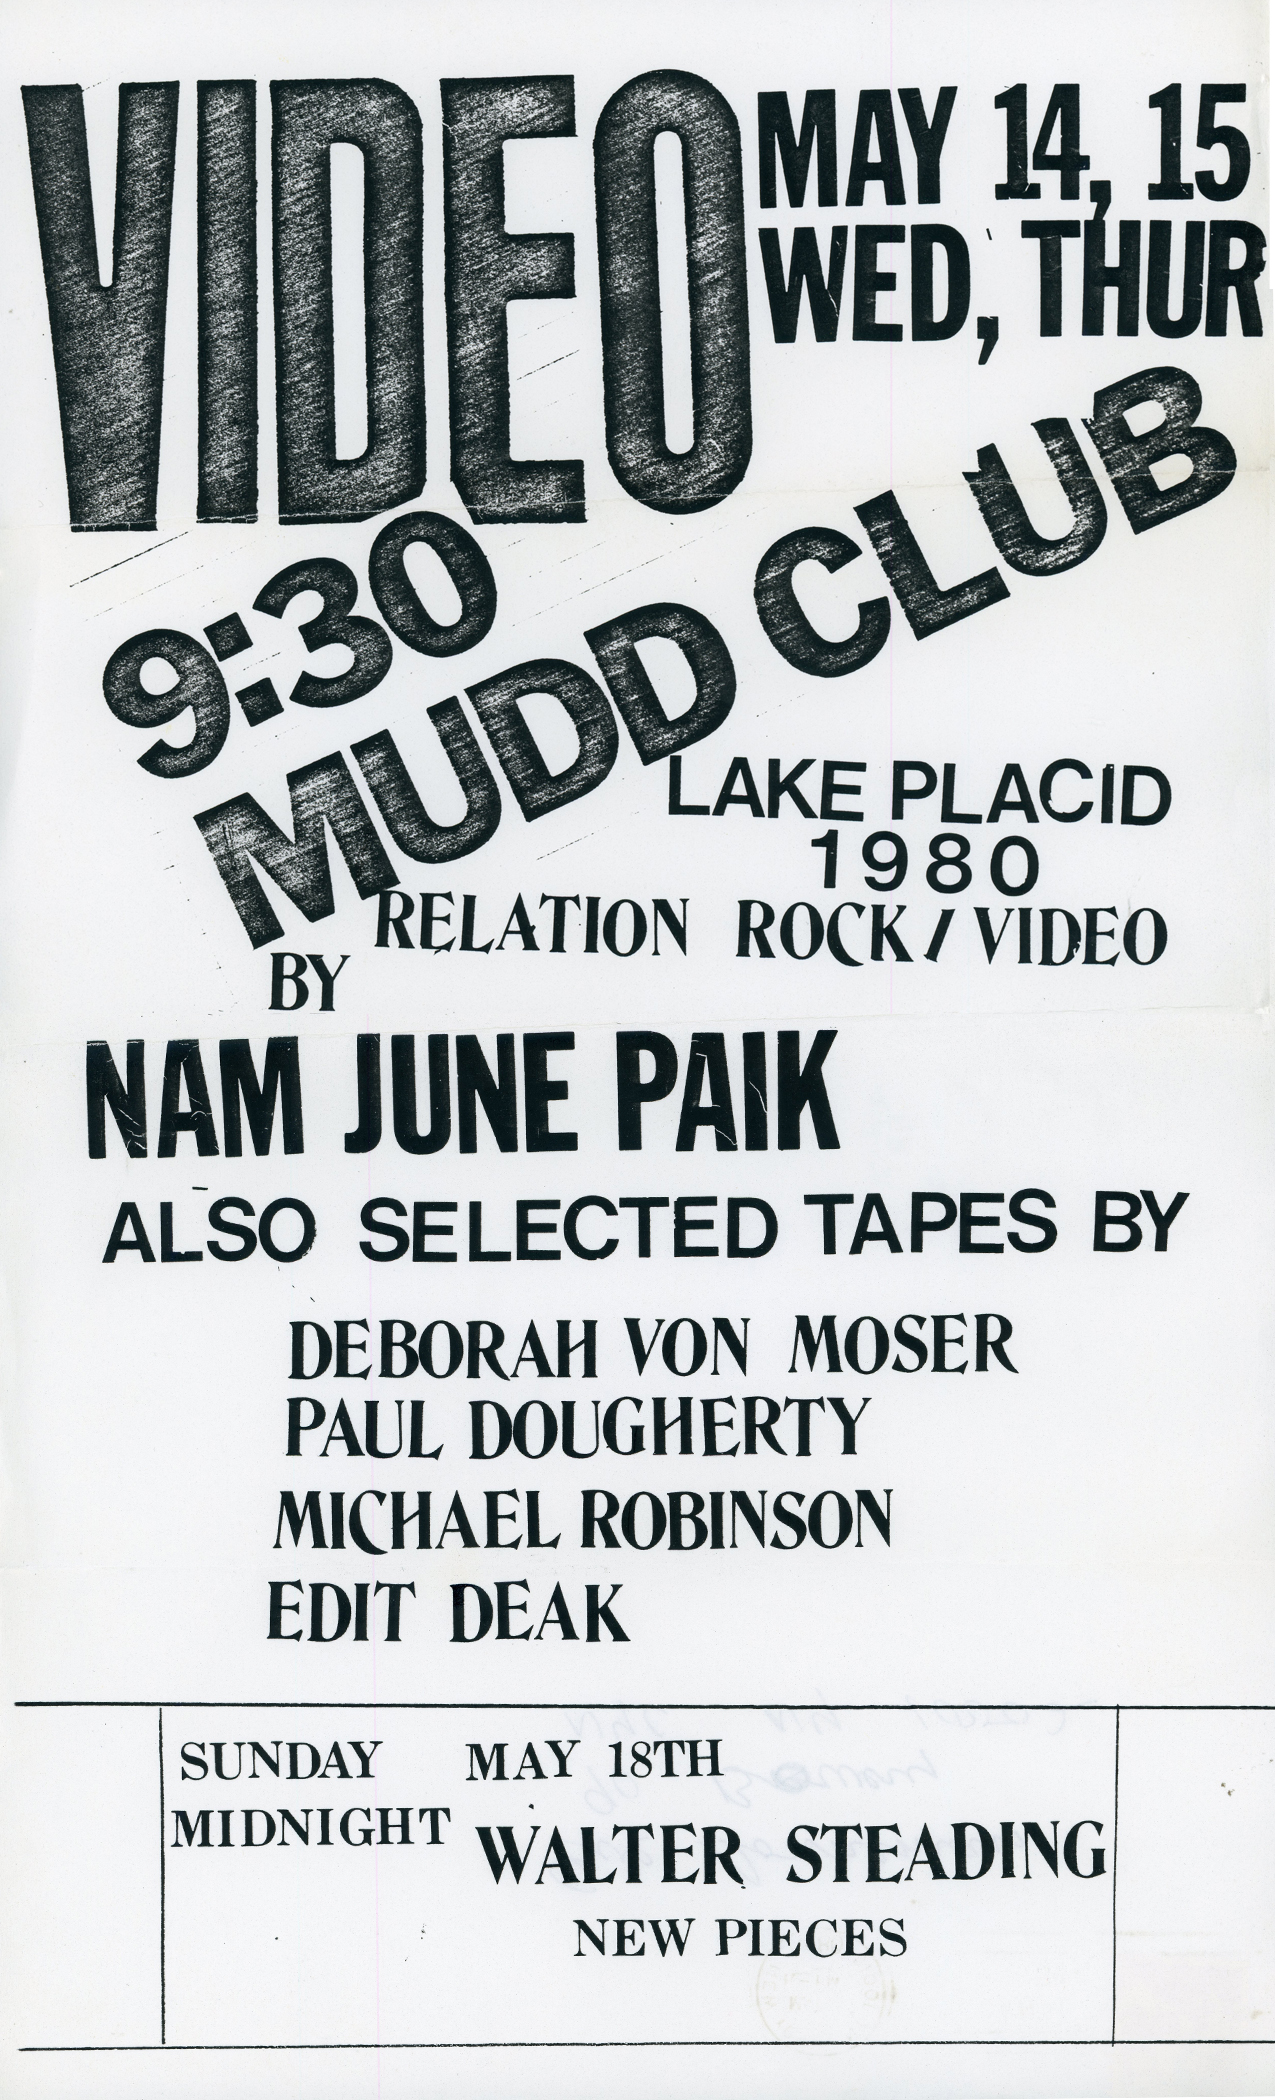 VIDEO
MAY 14, 15
WED, THUR
9:30
MUDD CLUB
LAKE PLACID
1980
RELATION ROCK / VIDEO
BY
NAM JUNE PAIK
ALSO SELECTED TAPES BY
DEBORAH VON MOSER
PAUL DOUGHERTY
MICHAEL ROBINSON
EDIT DEAK
SUNDAY MAY 18TH
MIDNIGHT
WALTER STEADING
NEW PIECES